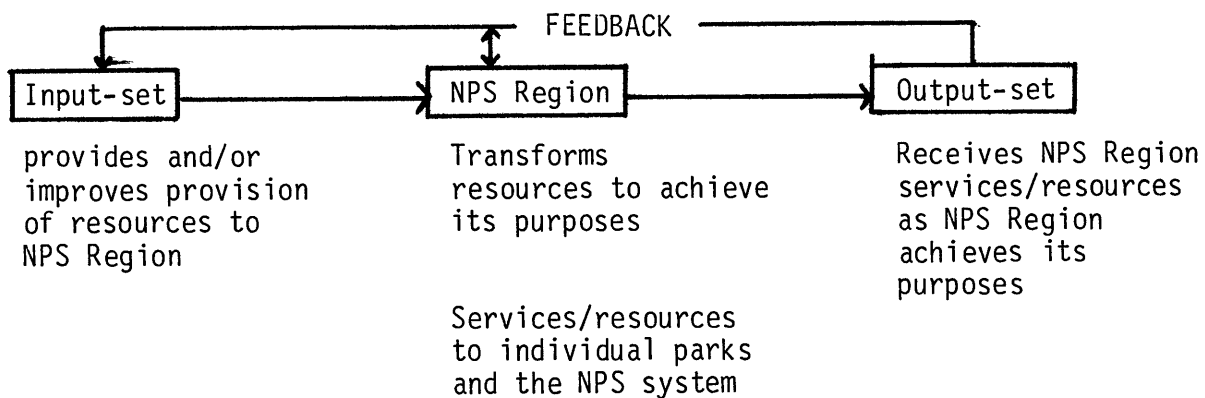 FEEDBACK
Input-set
NPS Region
Output-set
provides and/or
improves provision
of resources to
NPS Region
Transforms
resources to achieve
its purposes
Services/resources
to individual parks
and the NPS system
Receives NPS Region
services/resources
as NPS Region
achieves its
purposes